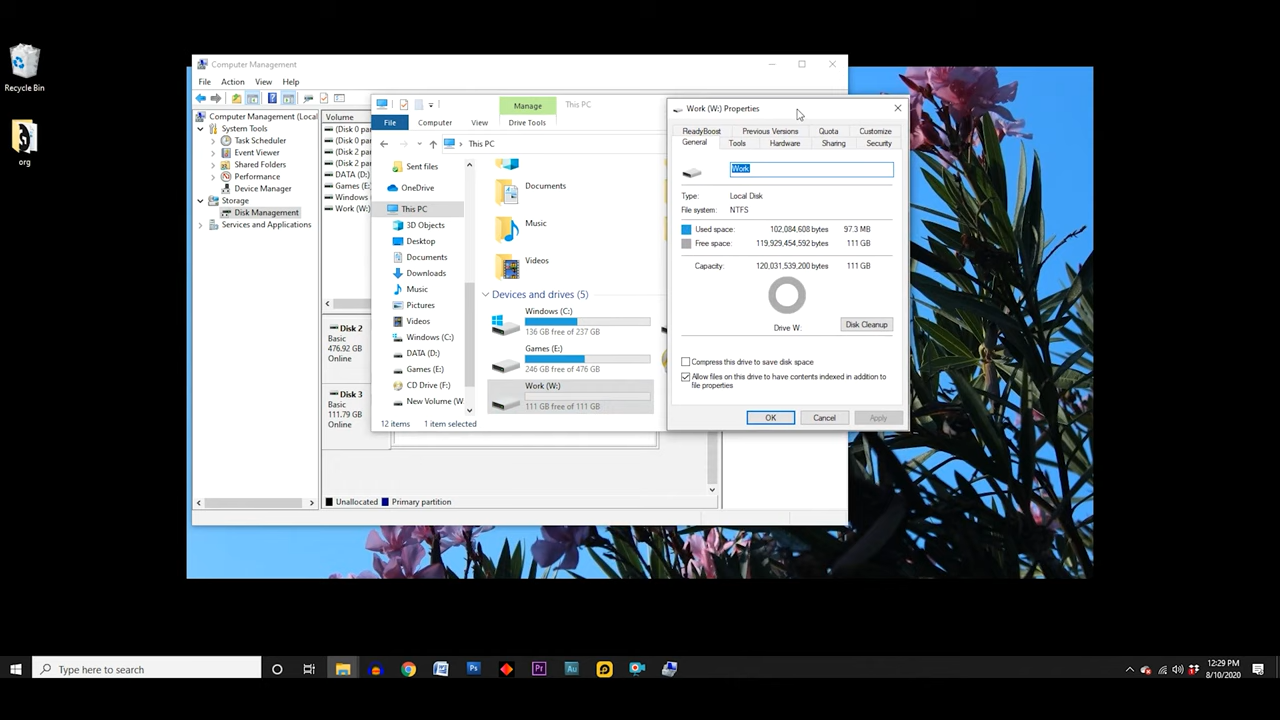 Recycle Bin
org
Computer Management
File Action View Help
Computer Management (Local
System Tools
Task Scheduler
Event Viewer
Shared Folders
Performance
Device Manager
Storage
Disk Management
Services and Applications
Volume
(Disk 0 par
(Disk 0 par
(Disk 2 par
(Disk 2 par
DATA (D:)
Games (E:)
Windows (
Work (W:)
Disk 2
Basic
476.92 GB
Online
Disk 3
Basic
111.79 GB
Online
Unallocated Primary partition
Manage This PC
File Computer View Drive Tools
This PC
Sent files
OneDrive
This PC
3D Objects
Desktop
Documents
Downloads
Music
Pictures
Videos
Windows (C:)
DATA (D:)
Games (E:)
CD Drive (F:)
New Volume (W
Documents
Music
Videos
Devices and drives (5)
Windows (C:)
136 GB free of 237 GB
Games (E:)
246 GB free of 476 GB
Work (W:)
111 GB free of 111 GB
12 items 1 item selected
Work (W:) Properties
ReadyBoost Previous Versions Quota Customize
General Tools Hardware Sharing Security
Work
Type: Local Disk
File system: NTFS
Used space: 102,084,608 bytes 97.3 MB
Free space: 119,929,454,592 bytes 111 GB
Capacity: 120,031,539,200 bytes 111 GB
Drive W: Disk Cleanup
Compress this drive to save disk space
Allow files on this drive to have contents indexed in addition to
file properties
OK Cancel Apply
Type here to search
W Ps Pr Au
12:29 PM
8/10/2020